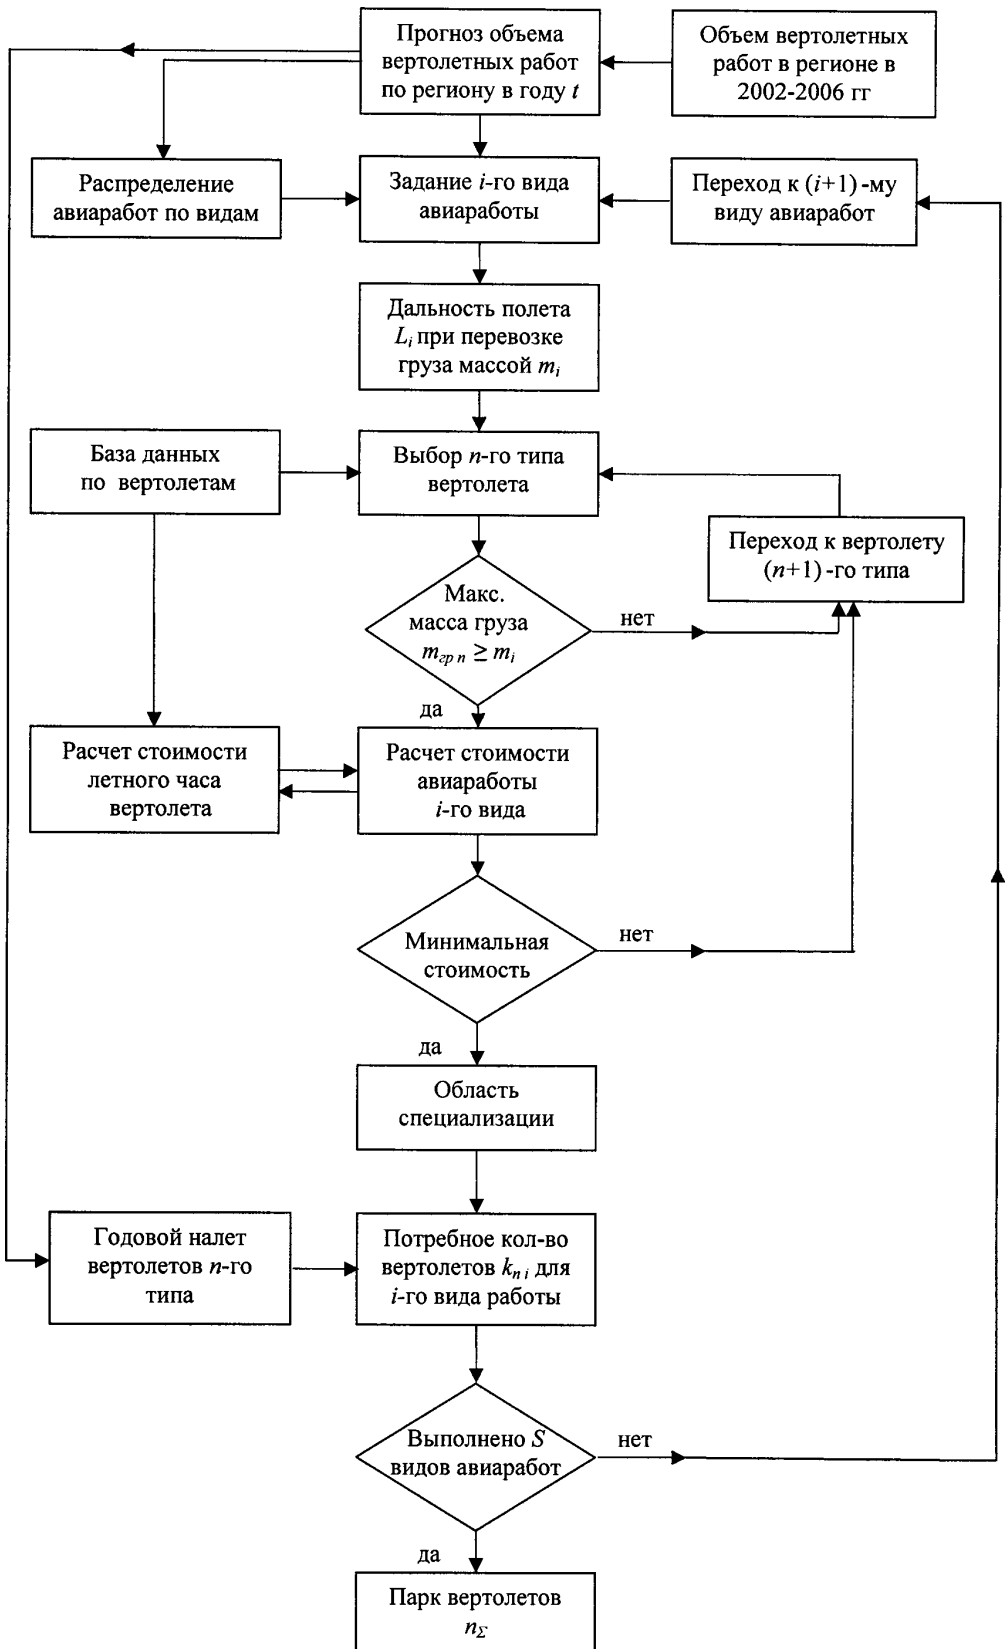 Прогноз объема
вертолетных работ
по региону в году t
Объем вертолетных
работ в регионе в
2002-2006 гг
Распределение
авиаработ по видам
Задание i-го вида
авиаработы
Переход к (i+1)-му
виду авиаработ
Дальность полета
Lᵢ при перевозке
груза массой mᵢ
База данных
по вертолетам
Выбор n-го типа
вертолета
Переход к вертолету
(n+1)-го типа
Макс.
масса груза
m_гр n ≥ mᵢ
нет
да
Расчет стоимости
летного часа
вертолета
Расчет стоимости
авиаработы
i-го вида
Минимальная
стоимость
нет
да
Область
специализации
Годовой налет
вертолетов n-го
типа
Потребное кол-во
вертолетов k_n i для
i-го вида работы
Выполнено S
видов авиаработ
нет
да
Парк вертолетов
n_Σ